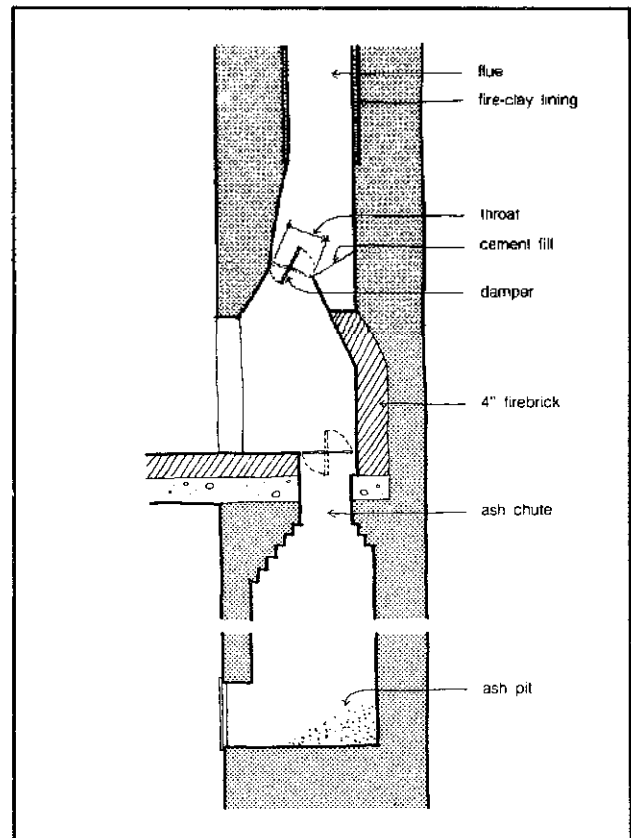 flue
fire-clay lining
throat
cement fill
damper
4" firebrick
ash chute
ash pit